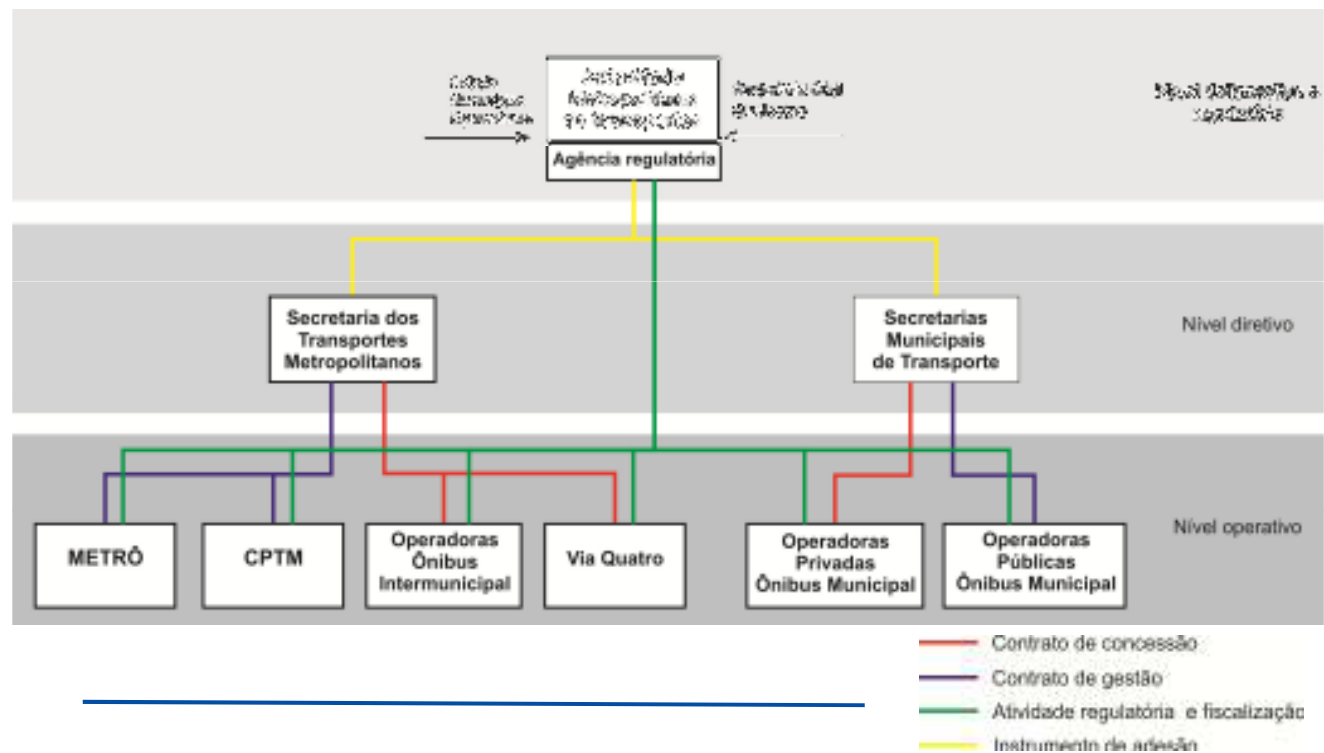 Agência regulatória
Secretaria dos
Transportes
Metropolitanos
Secretarias
Municipais
de Transporte
Nível diretivo
METRÔ
CPTM
Operadoras
Ônibus
Intermunicipal
Via Quatro
Operadoras
Privadas
Ônibus Municipal
Operadoras
Públicas
Ônibus Municipal
Nível operativo
Contrato de concessão
Contrato de gestão
Atividade regulatória e fiscalização
Instrumento de adesão